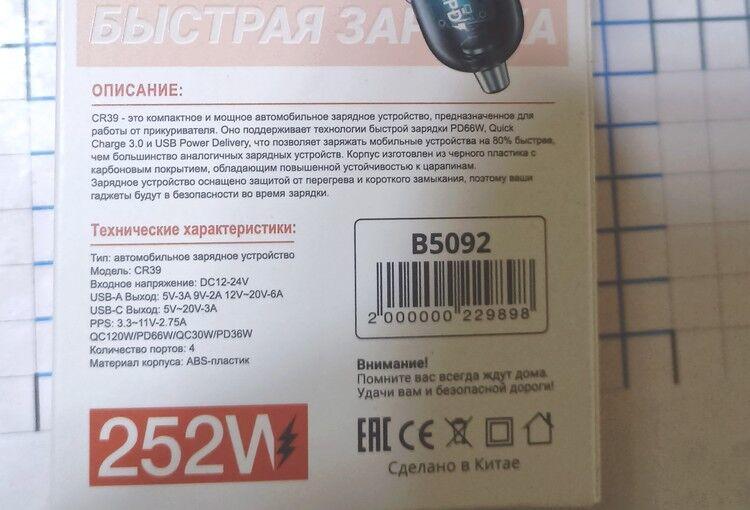 БЫСТРАЯ
PD
ОПИСАНИЕ:
CR39 - это компактное и мощное автомобильное зарядное устройство, предназначенное для
работы от прикуривателя. Оно поддерживает технологии быстрой зарядки PD66W, Quick
Charge 3.0 и USB Power Delivery, что позволяет заряжать мобильные устройства на 80% быстрее,
чем большинство аналогичных зарядных устройств. Корпус изготовлен из черного пластика с
карбоновым покрытием, обладающим повышенной устойчивостью к царапинам.
Зарядное устройство оснащено защитой от перегрева и короткого замыкания, поэтому ваши
гаджеты будут в безопасности во время зарядки.
Технические характеристики:
Тип: автомобильное зарядное устройство
Модель: CR39
Входное напряжение: DC12-24V
USB-A Выход: 5V-3A 9V-2A 12V~20V-6A
USB-C Выход: 5V~20V-3A
PPS: 3.3~11V-2.75A
QC120W/PD66W/QC30W/PD36W
Количество портов: 4
Материал корпуса: ABS-пластик
252W
B5092
2 000000 229898
Внимание!
Помните вас всегда ждут дома.
Удачи вам и безопасной дороги!
EAC CE
Сделано в Китае